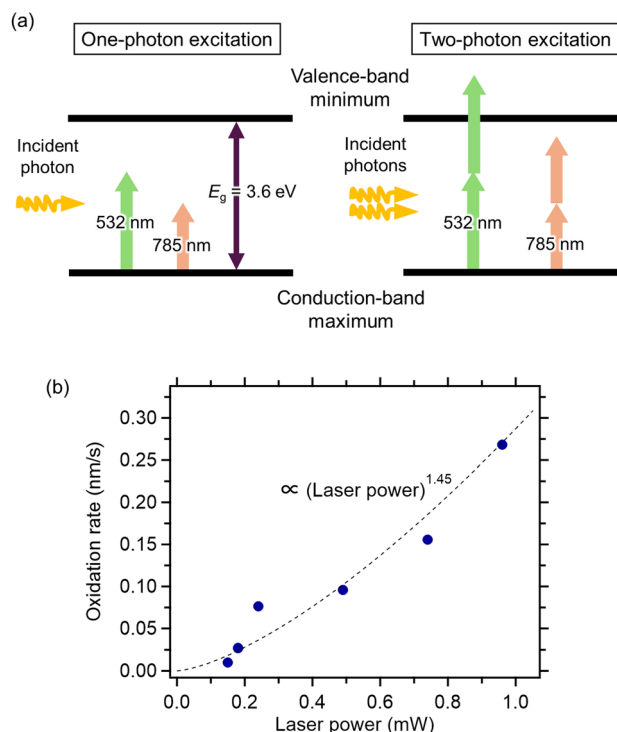 (a)
One-photon excitation
Two-photon excitation
Valence-band
minimum
Incident
photon
532 nm
785 nm
Eg = 3.6 eV
Incident
photons
532 nm
785 nm
Conduction-band
maximum
(b)
Oxidation rate (nm/s)
0.30
0.25
0.20
0.15
0.10
0.05
0.00
∝ (Laser power)^1.45
0.0 0.2 0.4 0.6 0.8 1.0
Laser power (mW)